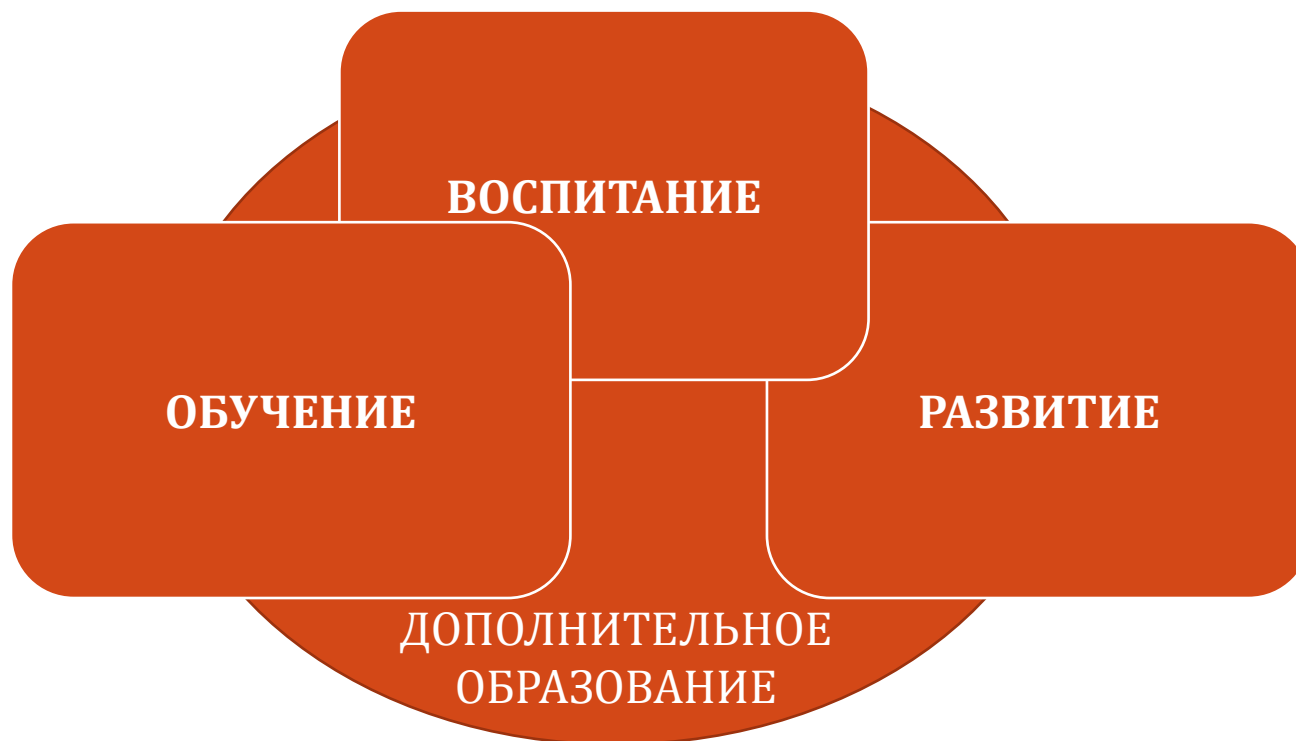 ВОСПИТАНИЕ
ОБУЧЕНИЕ
РАЗВИТИЕ
ДОПОЛНИТЕЛЬНОЕ
ОБРАЗОВАНИЕ